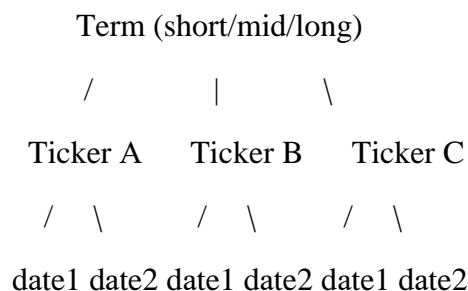 Term (short/mid/long)
/ | \
Ticker A Ticker B Ticker C
/ \ / \ / \
date1 date2 date1 date2 date1 date2